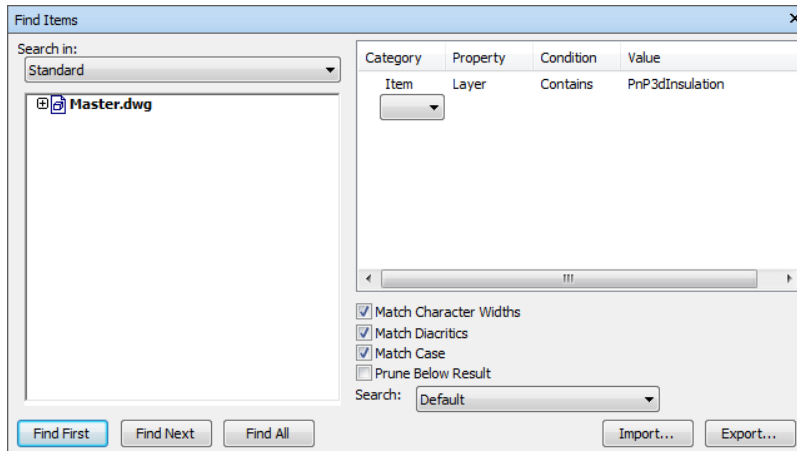 Find Items
Search in:
Standard
Master.dwg
Category Property Condition Value
Item Layer Contains PnP3dInsulation
Match Character Widths
Match Diacritics
Match Case
Prune Below Result
Search: Default
Find First Find Next Find All Import... Export...